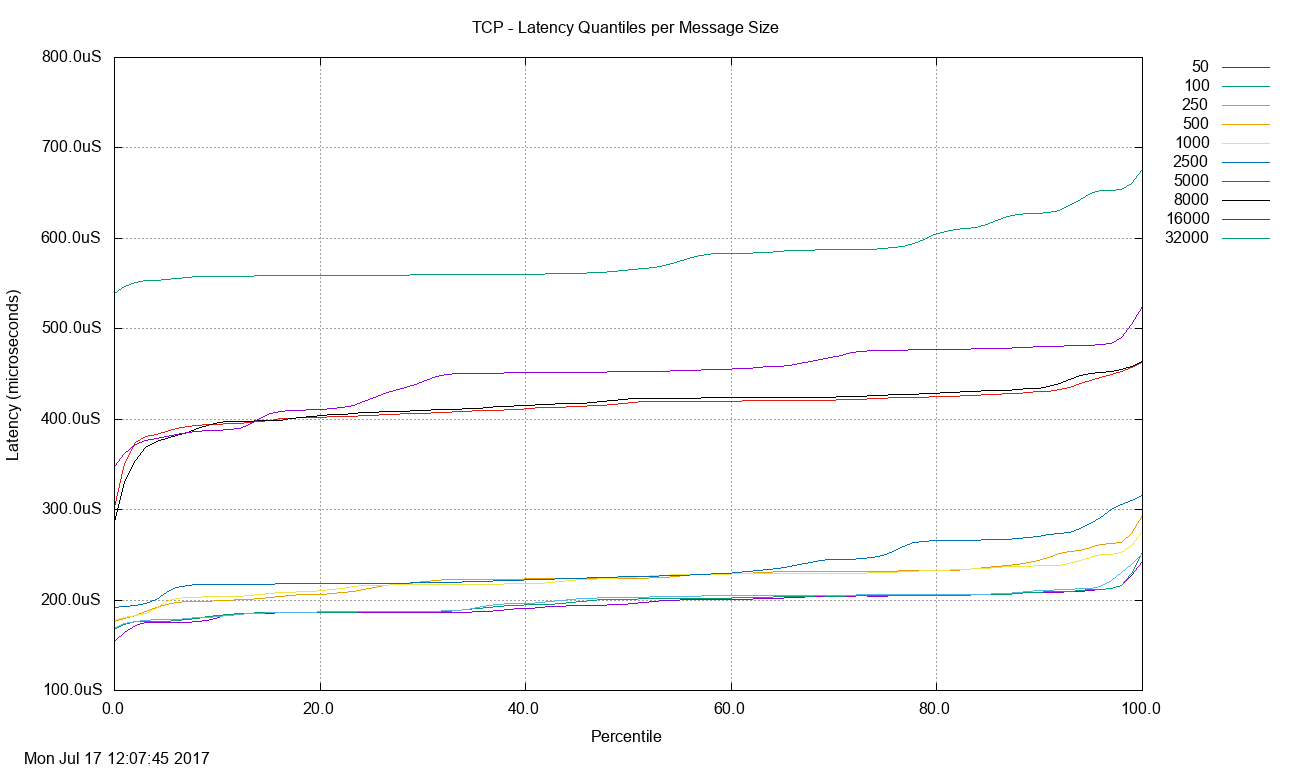 TCP - Latency Quantiles per Message Size
800.0uS
700.0uS
600.0uS
500.0uS
400.0uS
300.0uS
200.0uS
100.0uS
Latency (microseconds)
0.0 20.0 40.0 60.0 80.0 100.0
Percentile
50
100
250
500
1000
2500
5000
8000
16000
32000
Mon Jul 17 12:07:45 2017